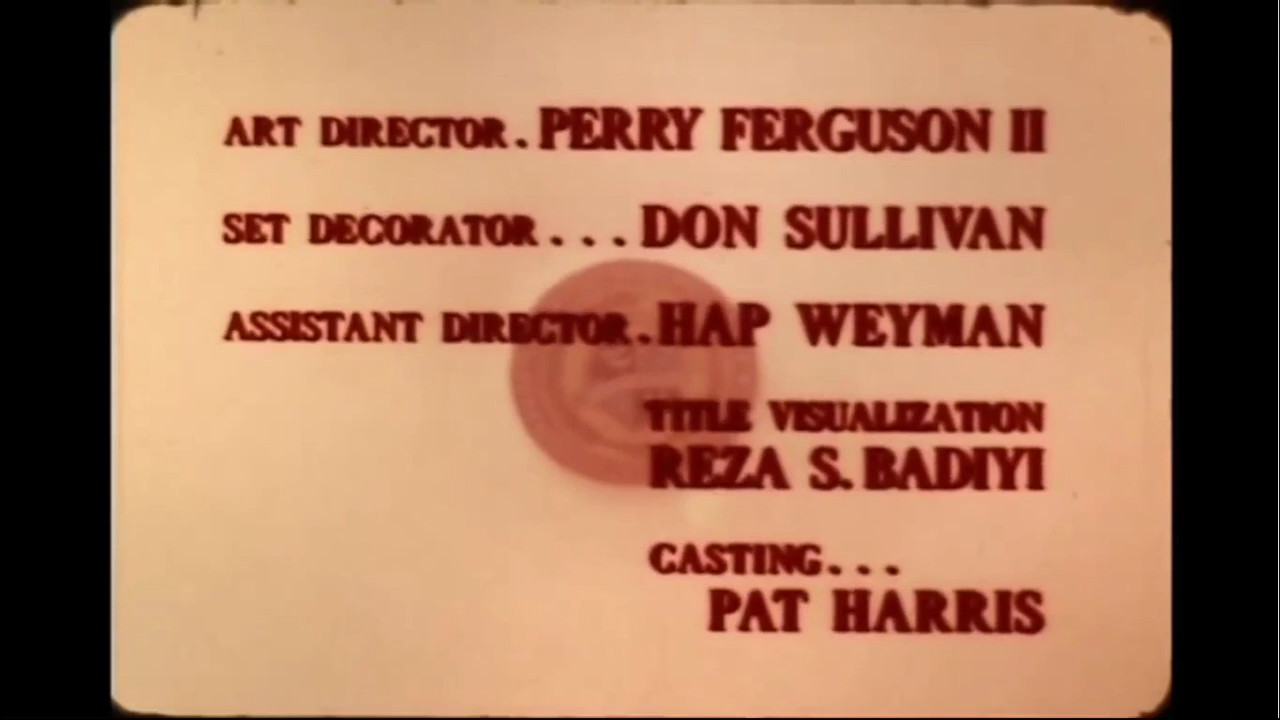 ART DIRECTOR. PERRY FERGUSON II
SET DECORATOR... DON SULLIVAN
ASSISTANT DIRECTOR. HAP WEYMAN
TITLE VISUALIZATION
REZA S. BADIYI
CASTING...
PAT HARRIS